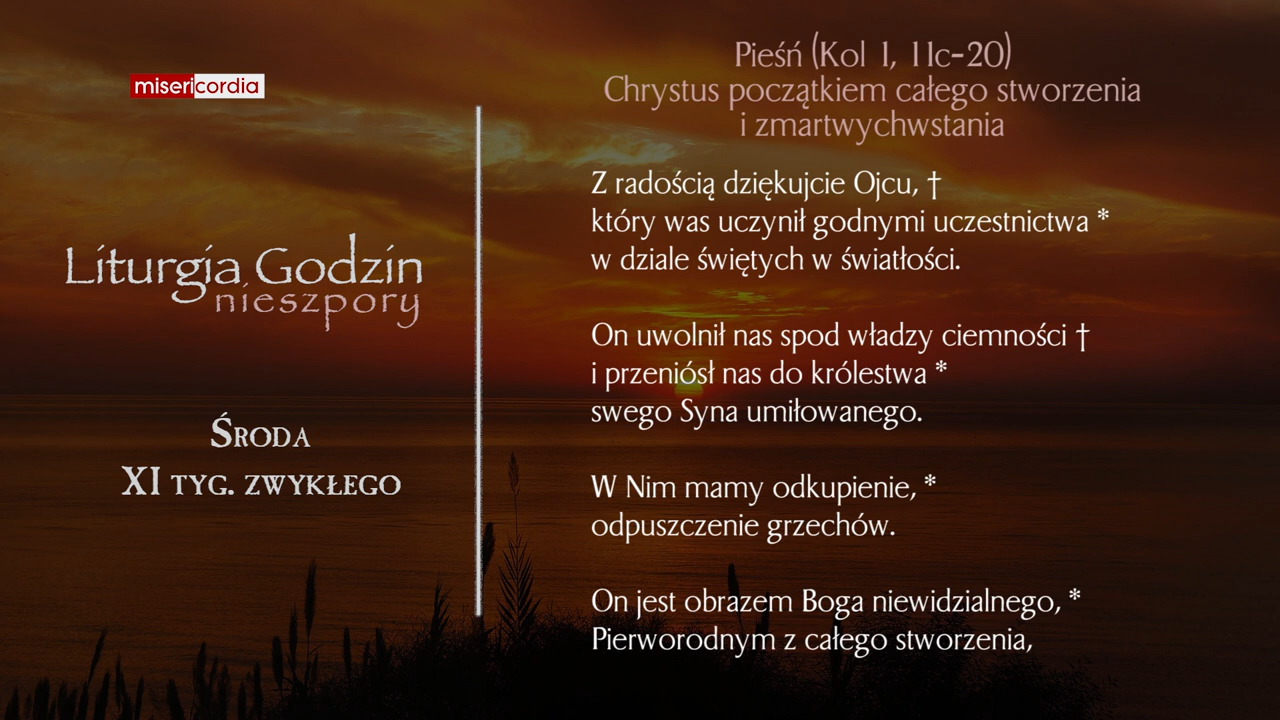 misericordia
Liturgia Godzin
nieszpory
Środa
XI tyg. zwykłego
Pieśń (Kol 1, 11c-20)
Chrystus początkiem całego stworzenia
i zmartwychwstania
Z radością dziękujcie Ojcu, †
który was uczynił godnymi uczestnictwa *
w dziale świętych w światłości.
On uwolnił nas spod władzy ciemności †
i przeniósł nas do królestwa *
swego Syna umiłowanego.
W Nim mamy odkupienie, *
odpuszczenie grzechów.
On jest obrazem Boga niewidzialnego, *
Pierworodnym z całego stworzenia,